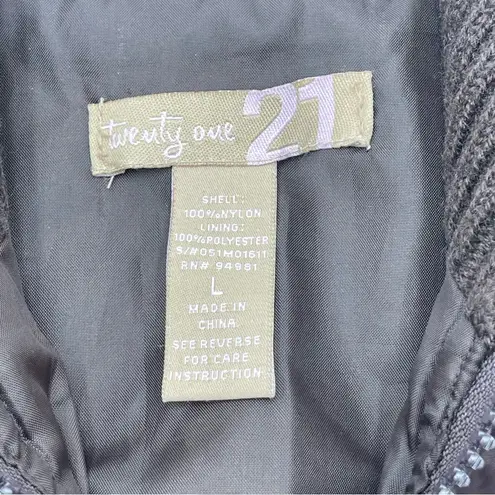 twenty one 21
SHELL:
100%NYLON
LINING:
100%POLYESTER
S/#051M01611
RN# 94981
L
MADE IN
CHINA
SEE REVERSE
FOR CARE
INSTRUCTION.